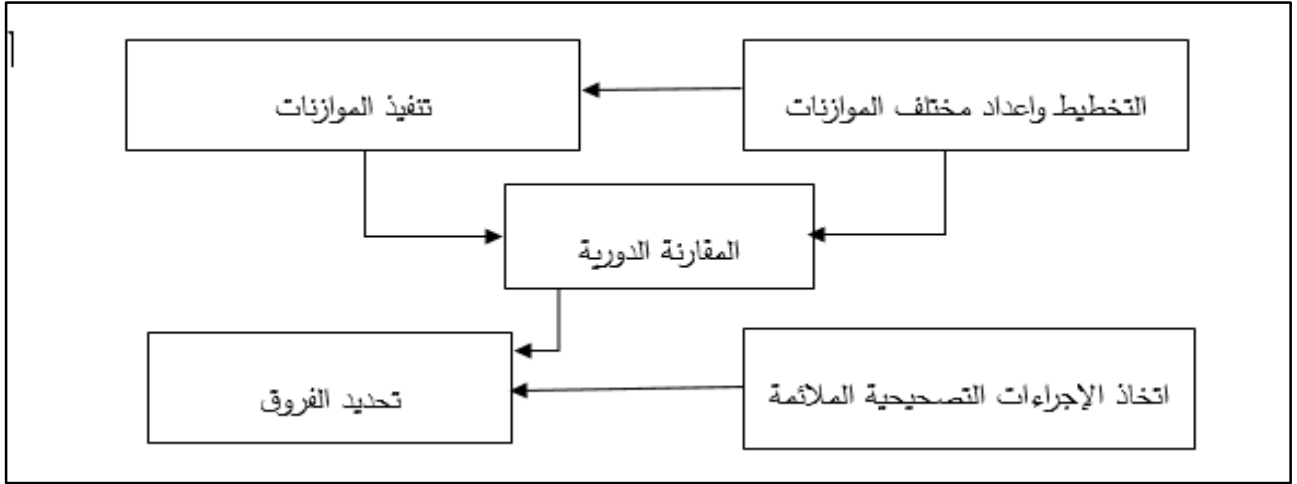 التخطيط واعداد مختلف الموازنات
تنفيذ الموازنات
المقارنة الدورية
اتخاذ الإجراءات التصحيحية الملائمة
تحديد الفروق